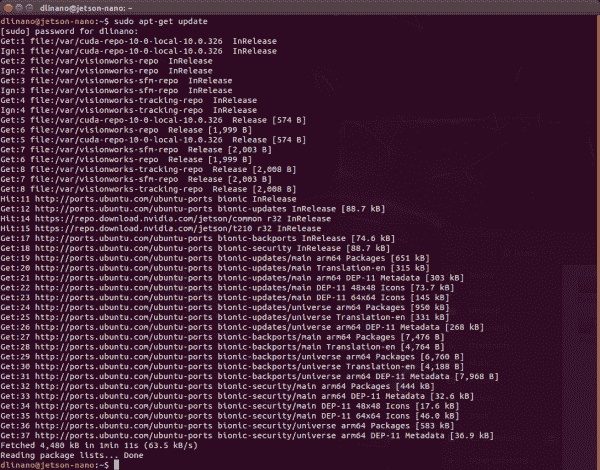 dlinano@jetson-nano: ~
dlinano@jetson-nano:~$ sudo apt-get update
[sudo] password for dlinano:
Get:1 file:/var/cuda-repo-10-0-local-10.0.326  InRelease
Ign:1 file:/var/cuda-repo-10-0-local-10.0.326  InRelease
Get:2 file:/var/visionworks-repo  InRelease
Ign:2 file:/var/visionworks-repo  InRelease
Get:3 file:/var/visionworks-sfm-repo  InRelease
Ign:3 file:/var/visionworks-sfm-repo  InRelease
Get:4 file:/var/visionworks-tracking-repo  InRelease
Ign:4 file:/var/visionworks-tracking-repo  InRelease
Get:5 file:/var/cuda-repo-10-0-local-10.0.326  Release [574 B]
Get:6 file:/var/visionworks-repo  Release [1,999 B]
Get:5 file:/var/cuda-repo-10-0-local-10.0.326  Release [574 B]
Get:7 file:/var/visionworks-sfm-repo  Release [2,003 B]
Get:6 file:/var/visionworks-repo  Release [1,999 B]
Get:8 file:/var/visionworks-tracking-repo  Release [2,008 B]
Get:7 file:/var/visionworks-sfm-repo  Release [2,003 B]
Get:8 file:/var/visionworks-tracking-repo  Release [2,008 B]
Hit:11 http://ports.ubuntu.com/ubuntu-ports bionic InRelease
Get:12 http://ports.ubuntu.com/ubuntu-ports bionic-updates InRelease [88.7 kB]
Hit:14 https://repo.download.nvidia.com/jetson/common r32 InRelease
Hit:15 https://repo.download.nvidia.com/jetson/t210 r32 InRelease
Get:17 http://ports.ubuntu.com/ubuntu-ports bionic-backports InRelease [74.6 kB]
Get:18 http://ports.ubuntu.com/ubuntu-ports bionic-security InRelease [88.7 kB]
Get:19 http://ports.ubuntu.com/ubuntu-ports bionic-updates/main arm64 Packages [651 kB]
Get:20 http://ports.ubuntu.com/ubuntu-ports bionic-updates/main Translation-en [315 kB]
Get:21 http://ports.ubuntu.com/ubuntu-ports bionic-updates/main arm64 DEP-11 Metadata [303 kB]
Get:22 http://ports.ubuntu.com/ubuntu-ports bionic-updates/main DEP-11 48x48 Icons [73.7 kB]
Get:23 http://ports.ubuntu.com/ubuntu-ports bionic-updates/main DEP-11 64x64 Icons [145 kB]
Get:24 http://ports.ubuntu.com/ubuntu-ports bionic-updates/universe arm64 Packages [950 kB]
Get:25 http://ports.ubuntu.com/ubuntu-ports bionic-updates/universe Translation-en [331 kB]
Get:26 http://ports.ubuntu.com/ubuntu-ports bionic-updates/universe arm64 DEP-11 Metadata [268 kB]
Get:27 http://ports.ubuntu.com/ubuntu-ports bionic-backports/main arm64 Packages [7,476 B]
Get:28 http://ports.ubuntu.com/ubuntu-ports bionic-backports/main Translation-en [4,764 B]
Get:29 http://ports.ubuntu.com/ubuntu-ports bionic-backports/universe arm64 Packages [6,760 B]
Get:30 http://ports.ubuntu.com/ubuntu-ports bionic-backports/universe Translation-en [4,188 B]
Get:31 http://ports.ubuntu.com/ubuntu-ports bionic-backports/universe arm64 DEP-11 Metadata [7,968 B]
Get:32 http://ports.ubuntu.com/ubuntu-ports bionic-security/main arm64 Packages [444 kB]
Get:33 http://ports.ubuntu.com/ubuntu-ports bionic-security/main arm64 DEP-11 Metadata [32.6 kB]
Get:34 http://ports.ubuntu.com/ubuntu-ports bionic-security/main DEP-11 48x48 Icons [17.6 kB]
Get:35 http://ports.ubuntu.com/ubuntu-ports bionic-security/main DEP-11 64x64 Icons [46.0 kB]
Get:36 http://ports.ubuntu.com/ubuntu-ports bionic-security/universe arm64 Packages [583 kB]
Get:37 http://ports.ubuntu.com/ubuntu-ports bionic-security/universe arm64 DEP-11 Metadata [36.9 kB]
Fetched 4,480 kB in 1min 11s (63.5 kB/s)
Reading package lists... Done
dlinano@jetson-nano:~$